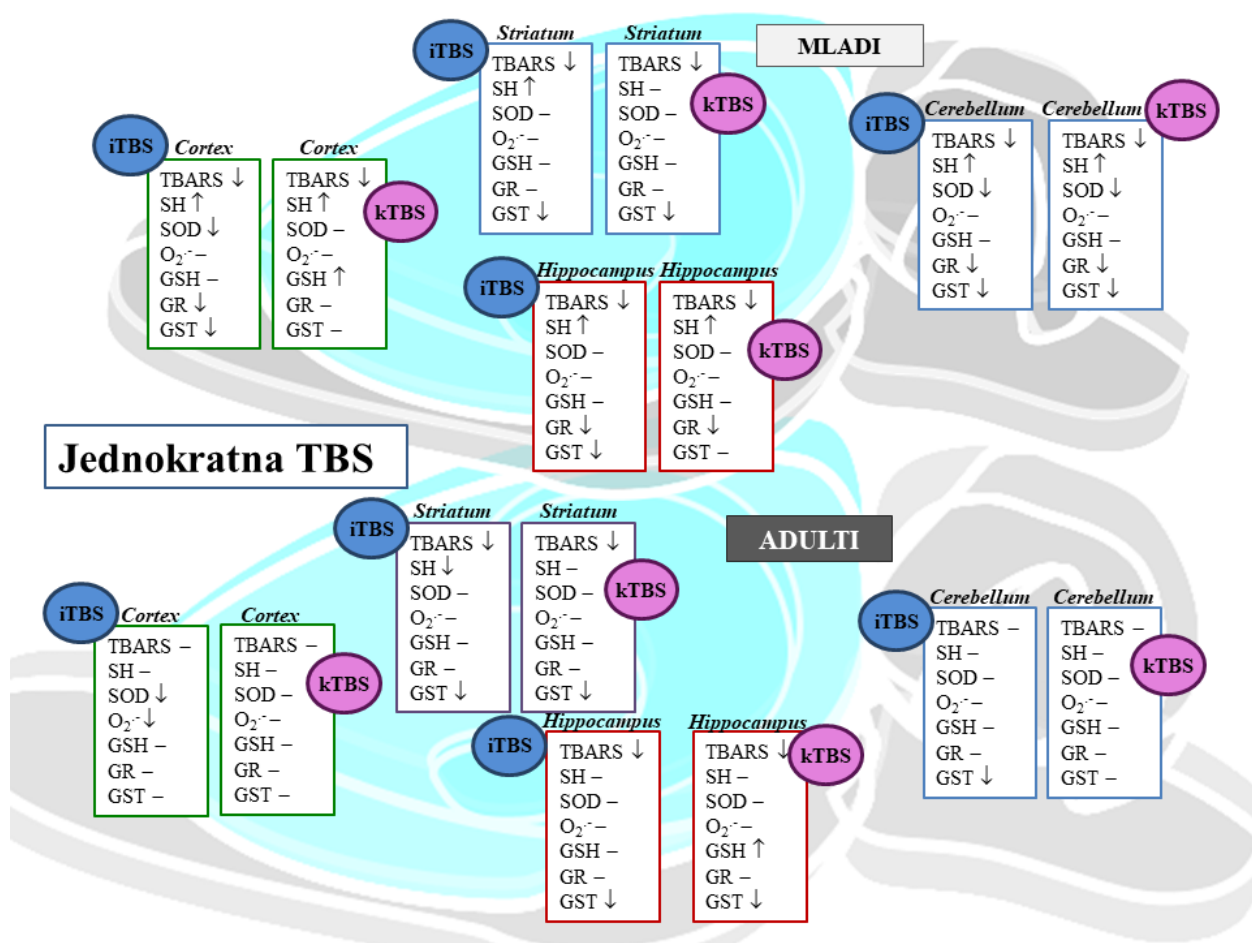 MLADI
iTBS
Striatum
TBARS ↓
SH ↑
SOD –
O₂·-–
GSH –
GR –
GST ↓
Striatum
TBARS ↓
SH –
SOD –
O₂·-–
GSH –
GR –
GST ↓
kTBS
iTBS
Cortex
TBARS ↓
SH ↑
SOD ↓
O₂·-–
GSH –
GR ↓
GST ↓
Cortex
TBARS ↓
SH ↑
SOD –
O₂·-–
GSH ↑
GR –
GST –
kTBS
iTBS
Cerebellum
TBARS ↓
SH ↑
SOD ↓
O₂·-–
GSH –
GR ↓
GST ↓
Cerebellum
TBARS ↓
SH ↑
SOD ↓
O₂·-–
GSH –
GR ↓
GST ↓
kTBS
iTBS
Hippocampus
TBARS ↓
SH ↑
SOD –
O₂·-–
GSH –
GR ↓
GST ↓
Hippocampus
TBARS ↓
SH ↑
SOD –
O₂·-–
GSH –
GR ↓
GST –
kTBS
Jednokratna TBS
ADULTI
iTBS
Striatum
TBARS ↓
SH ↓
SOD –
O₂·-–
GSH –
GR –
GST ↓
Striatum
TBARS ↓
SH –
SOD –
O₂·-–
GSH –
GR –
GST ↓
kTBS
iTBS
Cortex
TBARS –
SH –
SOD ↓
O₂·-↓
GSH –
GR –
GST –
Cortex
TBARS –
SH –
SOD –
O₂·-–
GSH –
GR –
GST –
kTBS
iTBS
Cerebellum
TBARS –
SH –
SOD –
O₂·-–
GSH –
GR –
GST ↓
Cerebellum
TBARS –
SH –
SOD –
O₂·-–
GSH –
GR –
GST –
kTBS
iTBS
Hippocampus
TBARS ↓
SH –
SOD –
O₂·-–
GSH –
GR –
GST ↓
Hippocampus
TBARS ↓
SH –
SOD –
O₂·-–
GSH ↑
GR –
GST ↓
kTBS